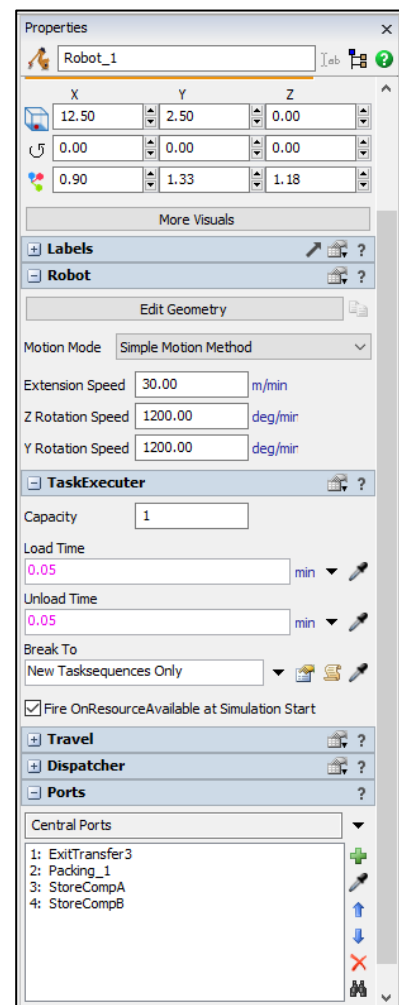 Properties
Robot_1
X Y Z
12.50 2.50 0.00
0.00 0.00 0.00
0.90 1.33 1.18
More Visuals
Labels ?
Robot ?
Edit Geometry
Motion Mode Simple Motion Method
Extension Speed 30.00 m/min
Z Rotation Speed 1200.00 deg/min
Y Rotation Speed 1200.00 deg/min
TaskExecuter ?
Capacity 1
Load Time
0.05 min
Unload Time
0.05 min
Break To
New Tasksequences Only
Fire OnResourceAvailable at Simulation Start
Travel ?
Dispatcher ?
Ports ?
Central Ports
1: ExitTransfer3
2: Packing_1
3: StoreCompA
4: StoreCompB